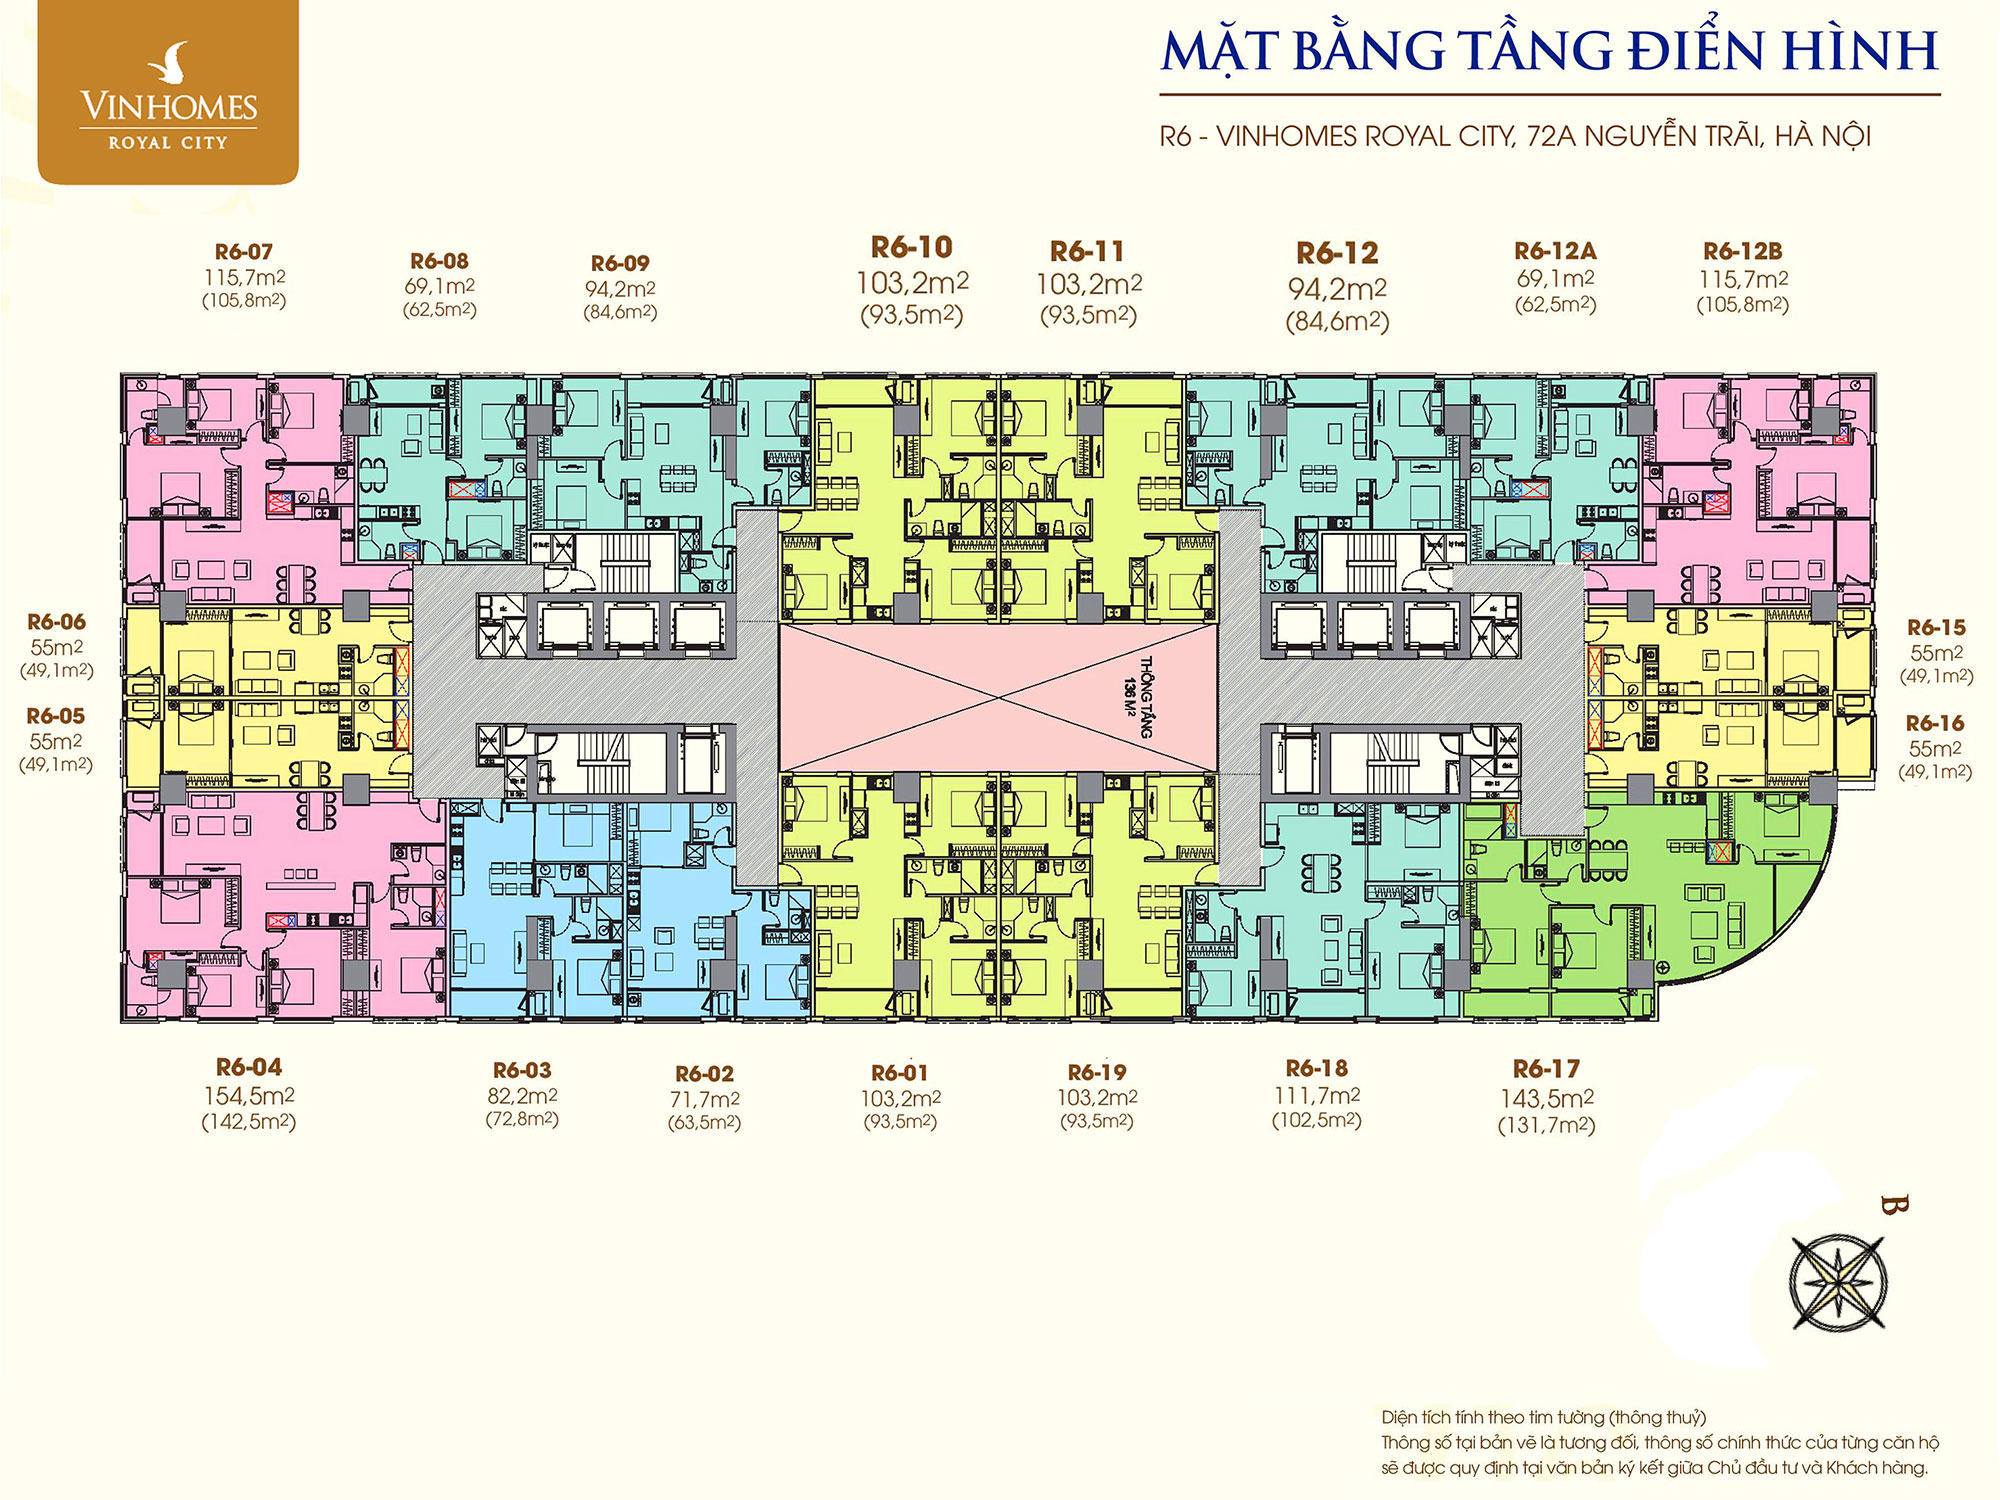 VINHOMES
ROYAL CITY
MẶT BẰNG TẦNG ĐIỂN HÌNH
R6 - VINHOMES ROYAL CITY, 72A NGUYỄN TRÃI, HÀ NỘI
R6-07
115,7m2
(105,8m2)
R6-08
69,1m2
(62,5m2)
R6-09
94,2m2
(84,6m2)
R6-10
103,2m2
(93,5m2)
R6-11
103,2m2
(93,5m2)
R6-12
94,2m2
(84,6m2)
R6-12A
69,1m2
(62,5m2)
R6-12B
115,7m2
(105,8m2)
R6-06
55m2
(49,1m2)
R6-05
55m2
(49,1m2)
THÔNG TẦNG
136 M2
R6-15
55m2
(49,1m2)
R6-16
55m2
(49,1m2)
R6-04
154,5m2
(142,5m2)
R6-03
82,2m2
(72,8m2)
R6-02
71,7m2
(63,5m2)
R6-01
103,2m2
(93,5m2)
R6-19
103,2m2
(93,5m2)
R6-18
111,7m2
(102,5m2)
R6-17
143,5m2
(131,7m2)
B
Diện tích tính theo tim tường (thông thuỷ)
Thông số tại bản vẽ là tương đối, thông số chính thức của từng căn hộ
sẽ được quy định tại văn bản ký kết giữa Chủ đầu tư và Khách hàng.